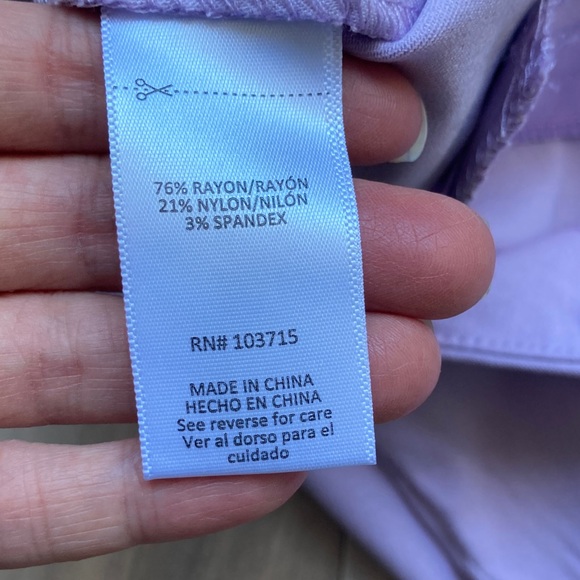 76% RAYON/RAYÓN
21% NYLON/NILÓN
3% SPANDEX
RN# 103715
MADE IN CHINA
HECHO EN CHINA
See reverse for care
Ver al dorso para el
cuidado